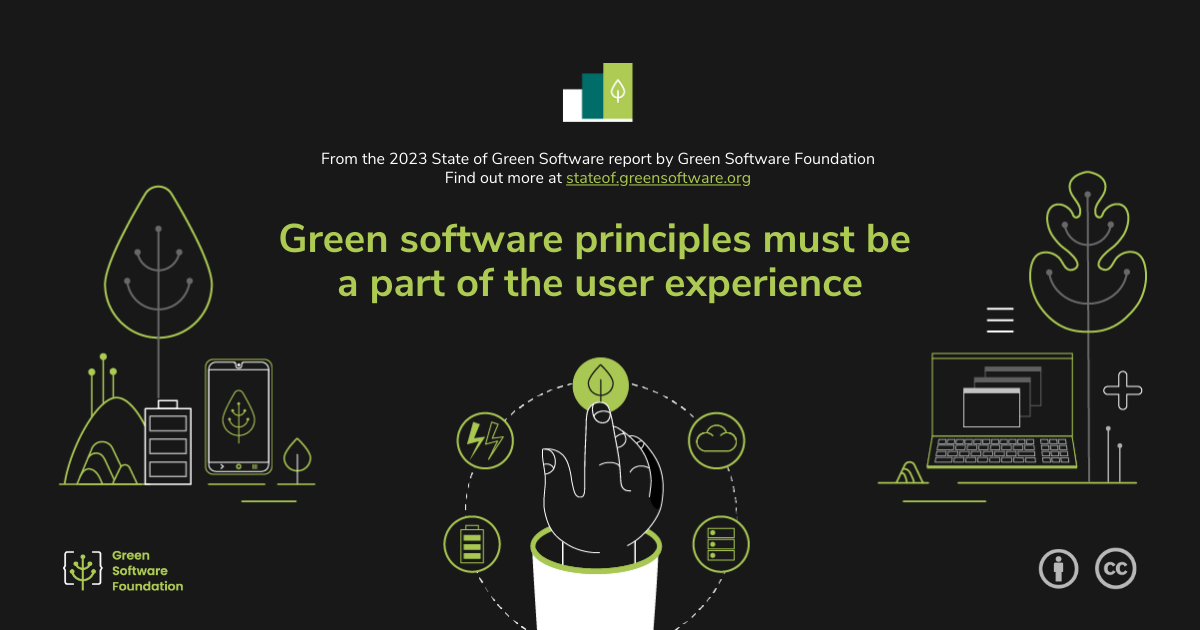 From the 2023 State of Green Software report by Green Software Foundation
Find out more at stateof.greensoftware.org
Green software principles must be
a part of the user experience
Green
Software
Foundation
cc